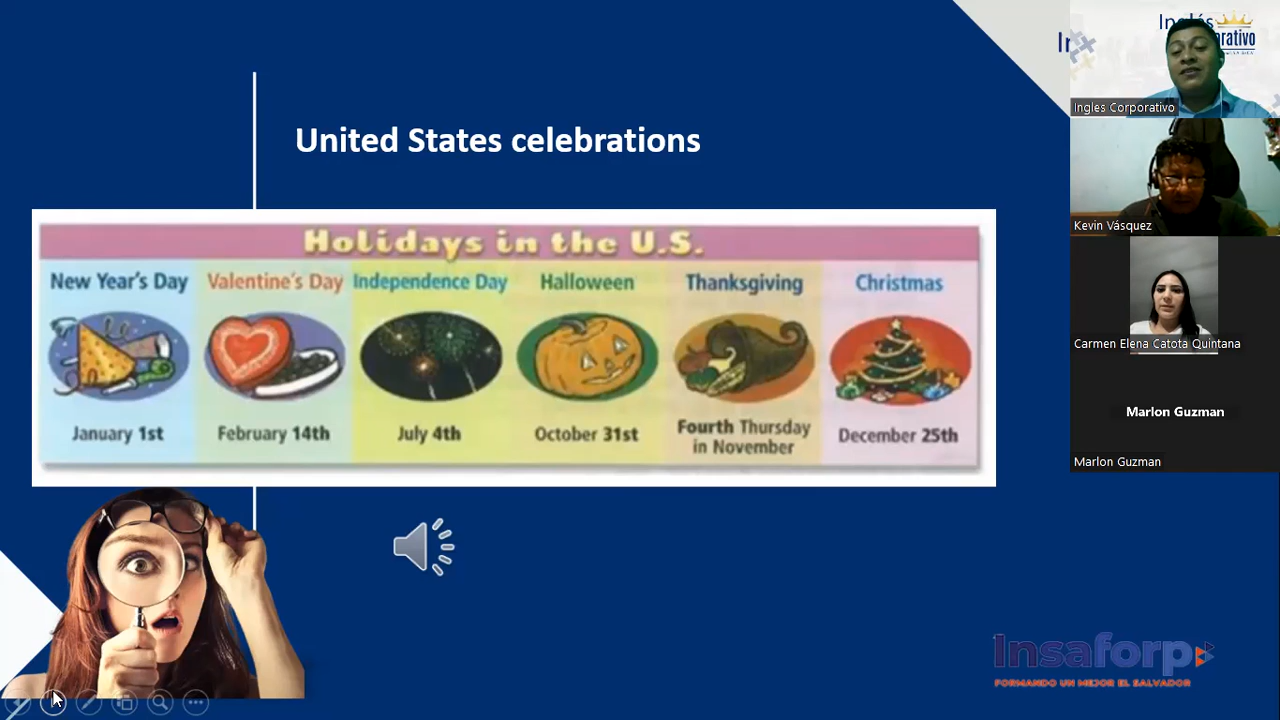 United States celebrations
Holidays in the U.S.
New Year's Day
Valentine's Day
Independence Day
Halloween
Thanksgiving
Christmas
January 1st
February 14th
July 4th
October 31st
Fourth Thursday
in November
December 25th
Insaforp
FORMANDO UN MEJOR EL SALVADOR
Inglés
Ingles Corporativo
Kevin Vásquez
Carmen Elena Catota Quintana
Marlon Guzman
Marlon Guzman